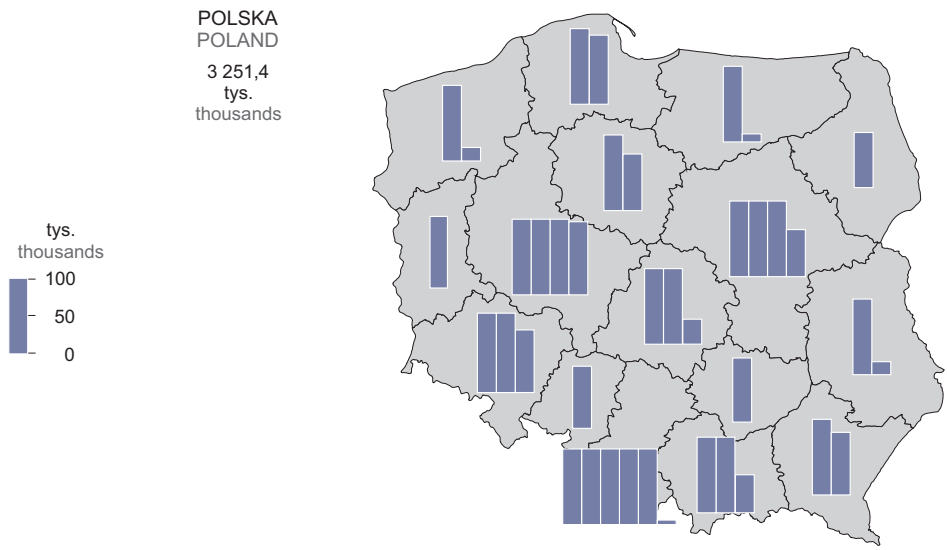 POLSKA
POLAND
3 251,4
tys.
thousands
tys.
thousands
100
50
0